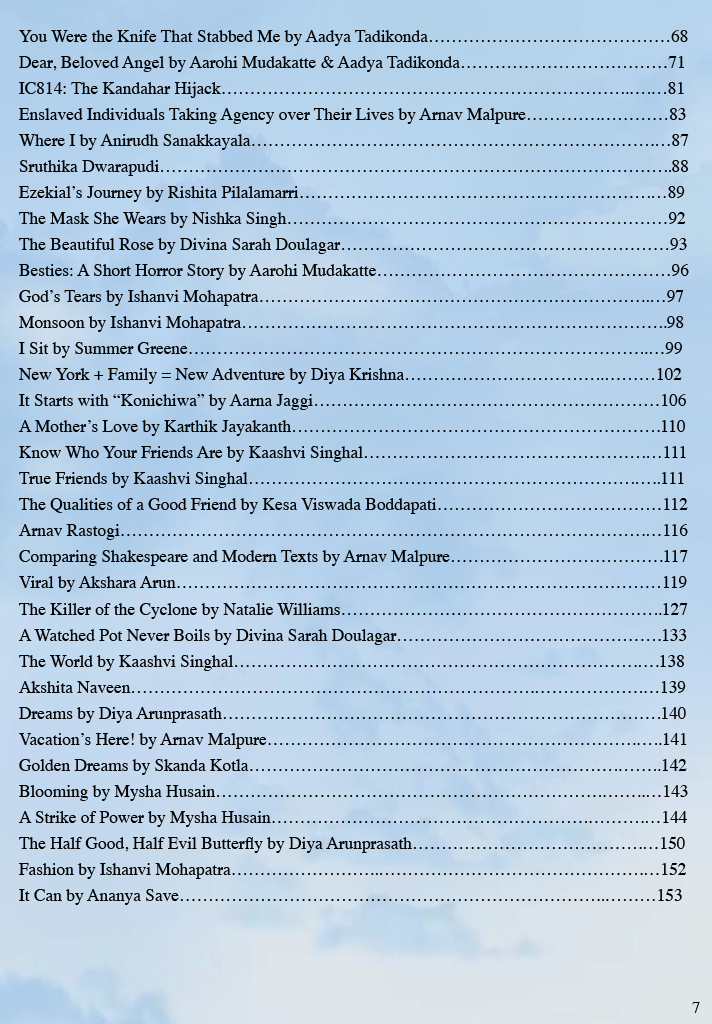 You Were the Knife That Stabbed Me by Aadya Tadikonda……………………………………68
Dear, Beloved Angel by Aarohi Mudakatte & Aadya Tadikonda………………………………71
IC814: The Kandahar Hijack……………………………………………………………..…….…81
Enslaved Individuals Taking Agency over Their Lives by Arnav Malpure………….…………83
Where I by Anirudh Sanakkayala…………………………………………………………….…87
Sruthika Dwarapudi……………………………………………………………………………..88
Ezekial’s Journey by Rishita Pilalamarri…………………………………………………….…89
The Mask She Wears by Nishka Singh…………………………………………………………92
The Beautiful Rose by Divina Sarah Doulagar…………………………………………………93
Besties: A Short Horror Story by Aarohi Mudakatte……………………………………………96
God’s Tears by Ishanvi Mohapatra…………………………………………………………..…97
Monsoon by Ishanvi Mohapatra………………………………………………………………..98
I Sit by Summer Greene……………………………………………………………………..…99
New York + Family = New Adventure by Diya Krishna……………………………..………102
It Starts with “Konichiwa” by Aarna Jaggi……………………………………………………106
A Mother’s Love by Karthik Jayakanth………………………………………………………..110
Know Who Your Friends Are by Kaashvi Singhal…………………………………………….…111
True Friends by Kaashvi Singhal…………………………………………………………..…..111
The Qualities of a Good Friend by Kesa Viswada Boddapati…………………………………112
Arnav Rastogi…………………………………………………………………………………..…116
Comparing Shakespeare and Modern Texts by Arnav Malpure………………………………..117
Viral by Akshara Arun…………………………………………………………………………..119
The Killer of the Cyclone by Natalie Williams………………………………………………..127
A Watched Pot Never Boils by Divina Sarah Doulagar………………………………………133
The World by Kaashvi Singhal……………………………………………………………….…138
Akshita Naveen………………………………………………………………………………..…139
Dreams by Diya Arunprasath……………………………………………………………………140
Vacation’s Here! by Arnav Malpure………………………………………………………….…..141
Golden Dreams by Skanda Kotla……………………………………………………….………..142
Blooming by Mysha Husain………………………………………………………………….…..…143
A Strike of Power by Mysha Husain………………………………………………………….…144
The Half Good, Half Evil Butterfly by Diya Arunprasath………………………………….…150
Fashion by Ishanvi Mohapatra…………………..…………………………………………….…152
It Can by Ananya Save……………………………………………………………..………153
7